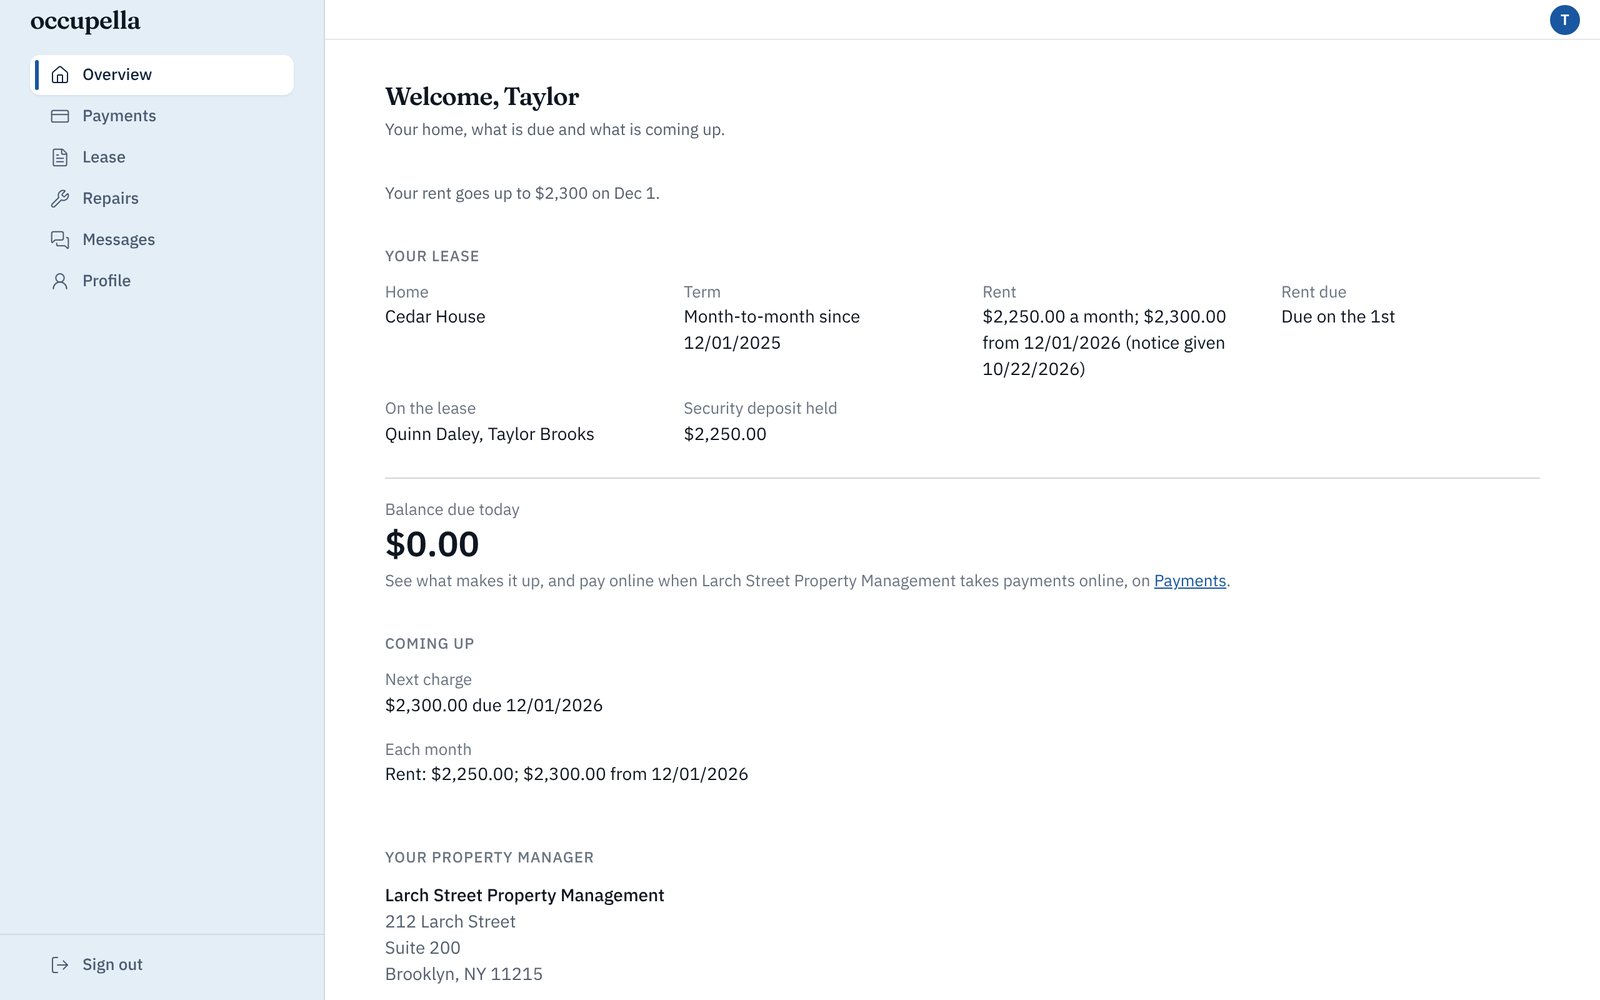 occupella
T
Overview
Payments
Lease
Repairs
Messages
Profile
Sign out
Welcome, Taylor
Your home, what is due and what is coming up.
Your rent goes up to $2,300 on Dec 1.
YOUR LEASE
Home
Cedar House
Term
Month-to-month since
12/01/2025
Rent
$2,250.00 a month; $2,300.00
from 12/01/2026 (notice given
10/22/2026)
Rent due
Due on the 1st
On the lease
Quinn Daley, Taylor Brooks
Security deposit held
$2,250.00
Balance due today
$0.00
See what makes it up, and pay online when Larch Street Property Management takes payments online, on Payments.
COMING UP
Next charge
$2,300.00 due 12/01/2026
Each month
Rent: $2,250.00; $2,300.00 from 12/01/2026
YOUR PROPERTY MANAGER
Larch Street Property Management
212 Larch Street
Suite 200
Brooklyn, NY 11215